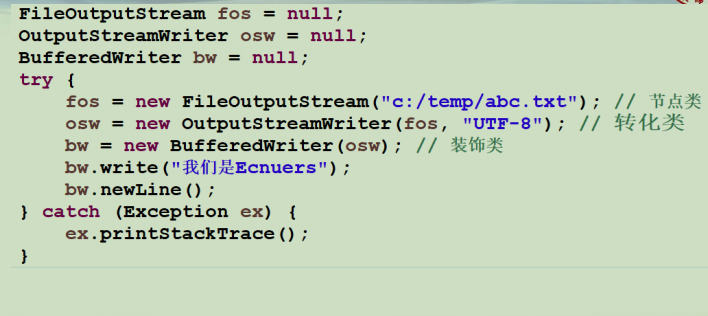 FileOutputStream fos = null;
OutputStreamWriter osw = null;
BufferedWriter bw = null;
try {
    fos = new FileOutputStream("c:/temp/abc.txt"); // 节点类
    osw = new OutputStreamWriter(fos, "UTF-8"); // 转化类
    bw = new BufferedWriter(osw); // 装饰类
    bw.write("我们是Ecnuers");
    bw.newLine();
} catch (Exception ex) {
    ex.printStackTrace();
}